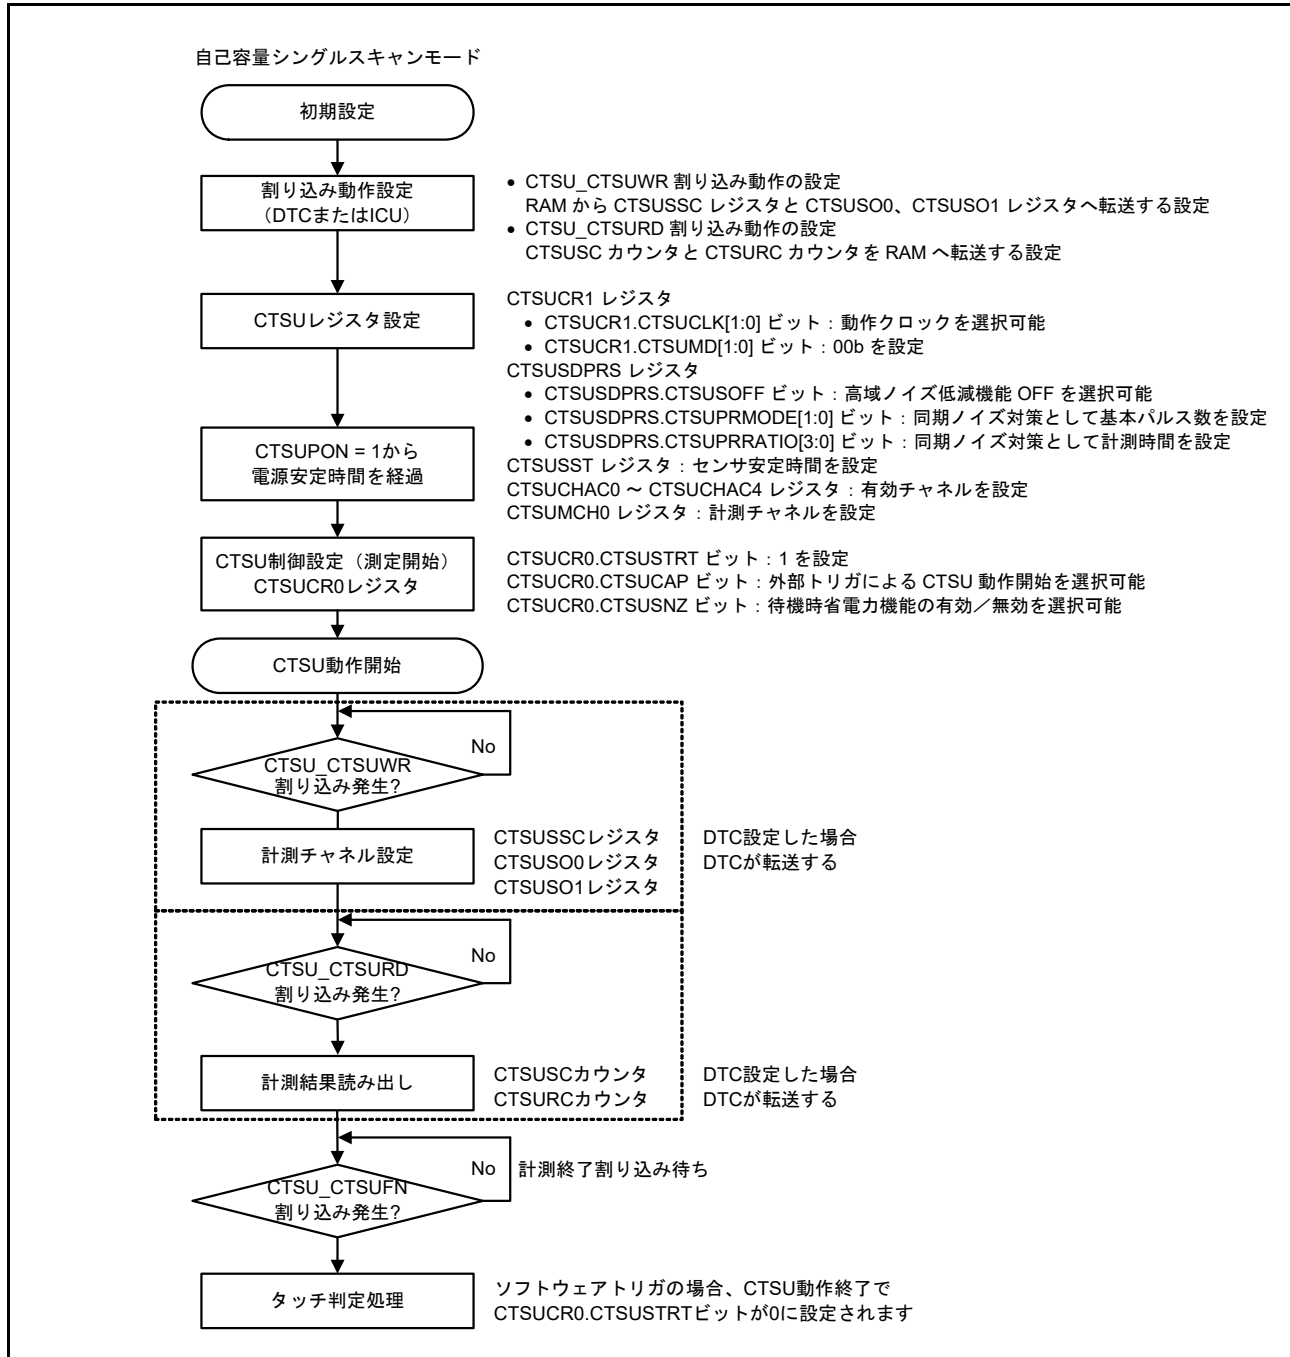 自己容量シングルスキャンモード
初期設定
割り込み動作設定
（DTCまたはICU）
• CTSU_CTSUWR 割り込み動作の設定
RAM から CTSUSSC レジスタと CTSUSO0、CTSUSO1 レジスタへ転送する設定
• CTSU_CTSURD 割り込み動作の設定
CTSUSC カウンタと CTSURC カウンタを RAM へ転送する設定
CTSUレジスタ設定
CTSUCR1 レジスタ
• CTSUCR1.CTSUCLK[1:0] ビット：動作クロックを選択可能
• CTSUCR1.CTSUMD[1:0] ビット：00b を設定
CTSUSDPRS レジスタ
• CTSUSDPRS.CTSUSOFF ビット：高域ノイズ低減機能 OFF を選択可能
• CTSUSDPRS.CTSUPRMODE[1:0] ビット：同期ノイズ対策として基本パルス数を設定
• CTSUSDPRS.CTSUPRRATIO[3:0] ビット：同期ノイズ対策として計測時間を設定
CTSUSST レジスタ：センサ安定時間を設定
CTSUCHAC0 ～ CTSUCHAC4 レジスタ：有効チャネルを設定
CTSUMCH0 レジスタ：計測チャネルを設定
CTSUPON = 1から
電源安定時間を経過
CTSU制御設定（測定開始）
CTSUCR0レジスタ
CTSUCR0.CTSUSTRT ビット：1 を設定
CTSUCR0.CTSUCAP ビット：外部トリガによる CTSU 動作開始を選択可能
CTSUCR0.CTSUSNZ ビット：待機時省電力機能の有効／無効を選択可能
CTSU動作開始
No
CTSU_CTSUWR
割り込み発生?
計測チャネル設定
CTSUSSCレジスタ
CTSUSO0レジスタ
CTSUSO1レジスタ
DTC設定した場合
DTCが転送する
No
CTSU_CTSURD
割り込み発生?
計測結果読み出し
CTSUSCカウンタ
CTSURCカウンタ
DTC設定した場合
DTCが転送する
No
計測終了割り込み待ち
CTSU_CTSUFN
割り込み発生?
タッチ判定処理
ソフトウェアトリガの場合、CTSU動作終了で
CTSUCR0.CTSUSTRTビットが0に設定されます